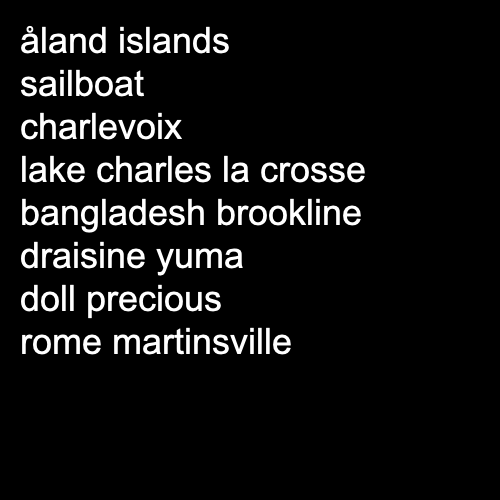 åland islands
sailboat
charlevoix
lake charles la crosse
bangladesh brookline
draisine yuma
doll precious
rome martinsville